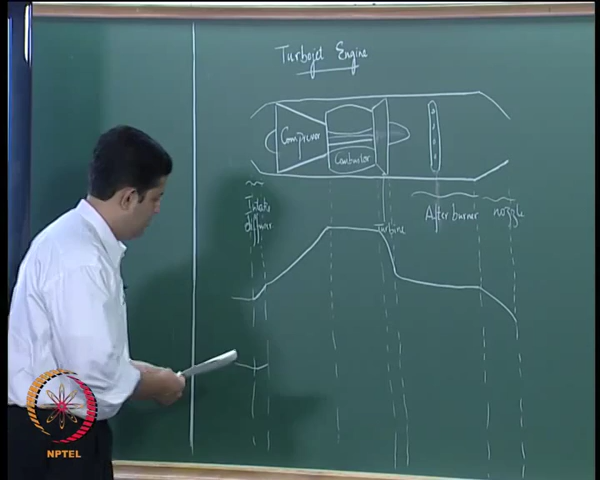 Turbojet Engine
Compressor
Combustor
Intake
Diffuser
Turbine
After burner
nozzle
NPTEL